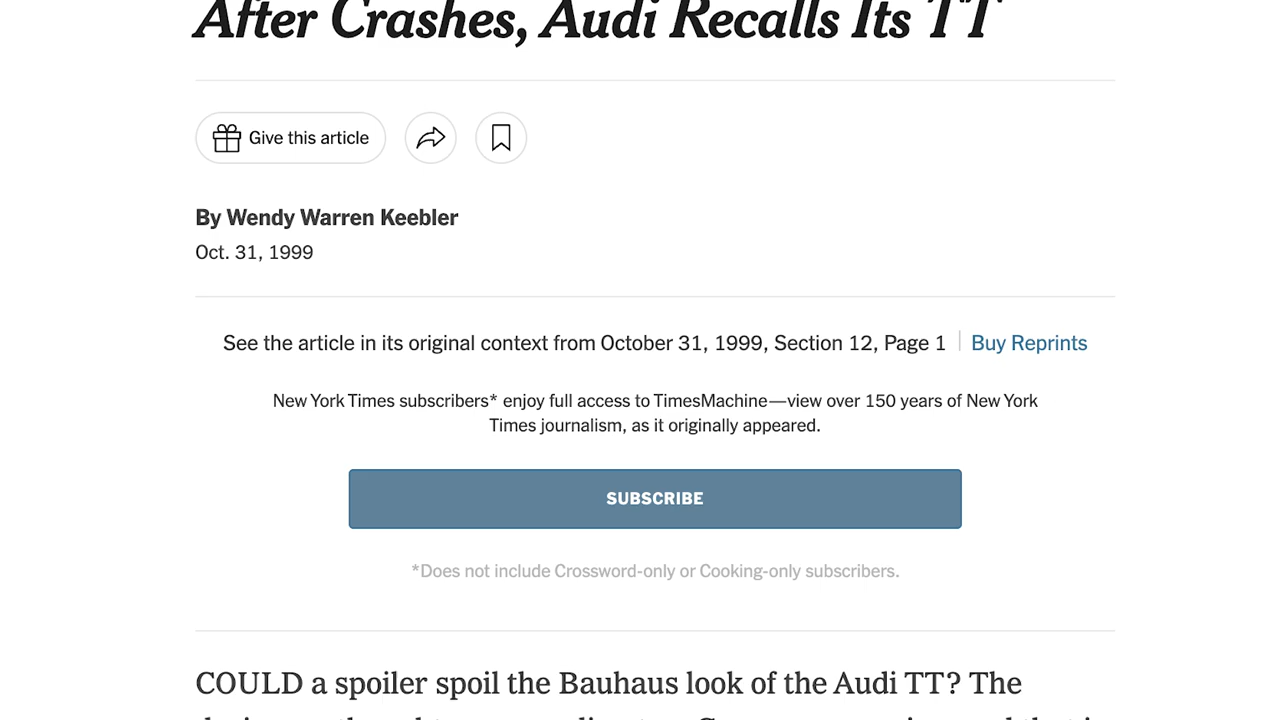 After Crashes, Audi Recalls Its TT
Give this article
By Wendy Warren Keebler
Oct. 31, 1999
See the article in its original context from October 31, 1999, Section 12, Page 1 Buy Reprints
New York Times subscribers* enjoy full access to TimesMachine—view over 150 years of New York
Times journalism, as it originally appeared.
SUBSCRIBE
*Does not include Crossword-only or Cooking-only subscribers.
COULD a spoiler spoil the Bauhaus look of the Audi TT? The